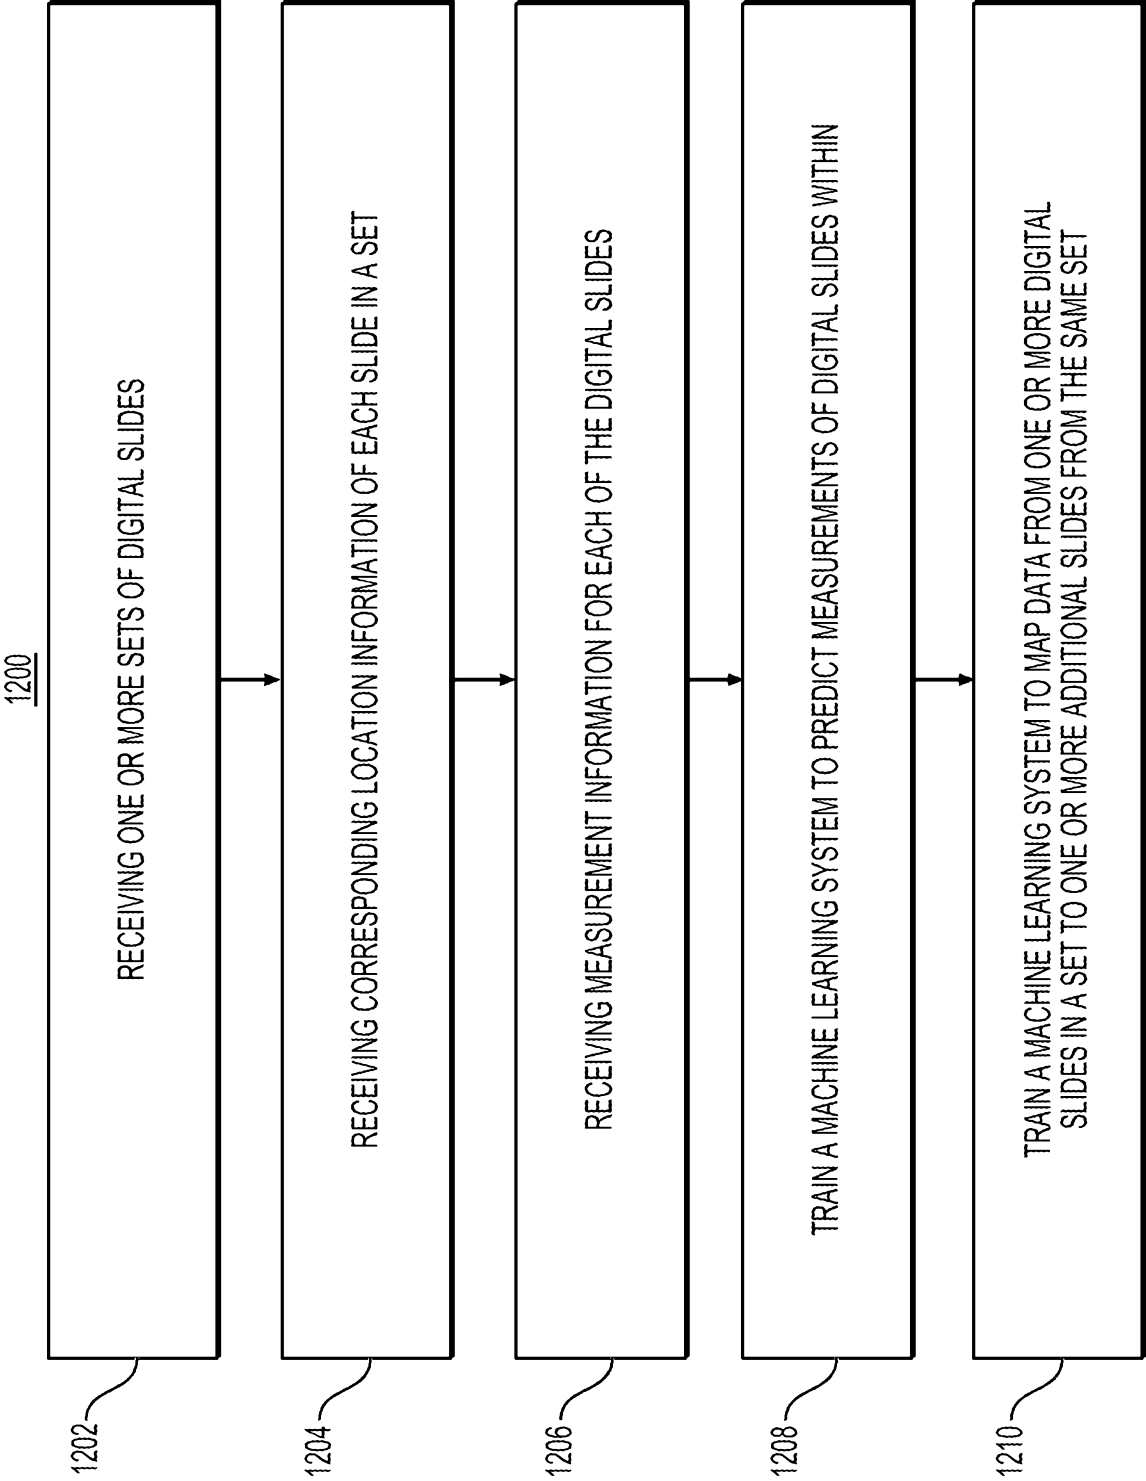 1200
RECEIVING ONE OR MORE SETS OF DIGITAL SLIDES
1202
RECEIVING CORRESPONDING LOCATION INFORMATION OF EACH SLIDE IN A SET
1204
RECEIVING MEASUREMENT INFORMATION FOR EACH OF THE DIGITAL SLIDES
1206
TRAIN A MACHINE LEARNING SYSTEM TO PREDICT MEASUREMENTS OF DIGITAL SLIDES WITHIN
1208
TRAIN A MACHINE LEARNING SYSTEM TO MAP DATA FROM ONE OR MORE DIGITAL
SLIDES IN A SET TO ONE OR MORE ADDITIONAL SLIDES FROM THE SAME SET
1210